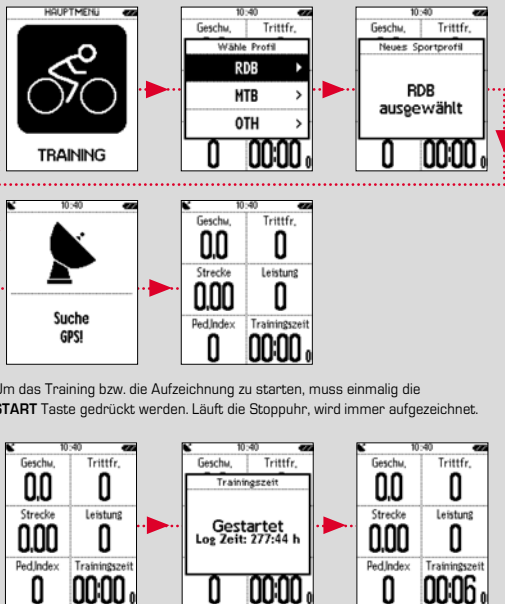 HAUPTMENU
TRAINING
10:40
Geschw. Trittfr.
Wähle Profil
RDB
MTB
OTH
0 00:00 0
10:40
Geschw. Trittfr.
Neues Sportprofil
RDB
ausgewählt
0 00:00 0
10:40
Suche
GPS!
10:40
Geschw. Trittfr.
0,0 0
Strecke Leistung
0,00 0
Ped.Index Trainingszeit
0 00:00 0
Um das Training bzw. die Aufzeichnung zu starten, muss einmalig die
START Taste gedrückt werden. Läuft die Stoppuhr, wird immer aufgezeichnet.
10:40
Geschw. Trittfr.
0,0 0
Strecke Leistung
0,00 0
Ped.Index Trainingszeit
0 00:00 0
10:40
Geschw. Trittfr.
Trainingszeit
Gestartet
Log Zeit: 277:44 h
0 00:00 0
10:40
Geschw. Trittfr.
0,0 0
Strecke Leistung
0,00 0
Ped.Index Trainingszeit
0 00:06 0